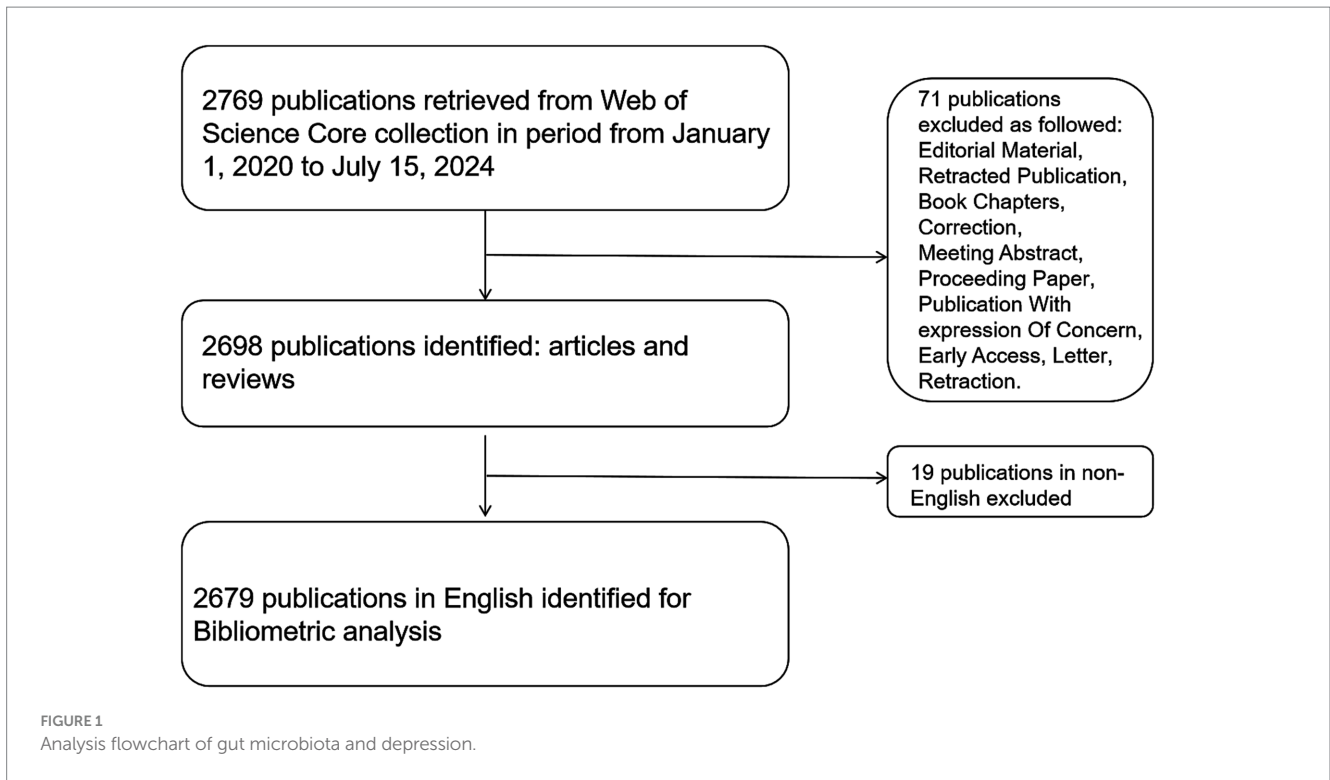 2769 publications retrieved from Web of
Science Core collection in period from January
1, 2020 to July 15, 2024
71 publications
excluded as followed:
Editorial Material,
Retracted Publication,
Book Chapters,
Correction,
Meeting Abstract,
Proceeding Paper,
Publication With
expression Of Concern,
Early Access, Letter,
Retraction.
2698 publications identified: articles and
reviews
19 publications in non-
English excluded
2679 publications in English identified for
Bibliometric analysis
FIGURE 1
Analysis flowchart of gut microbiota and depression.